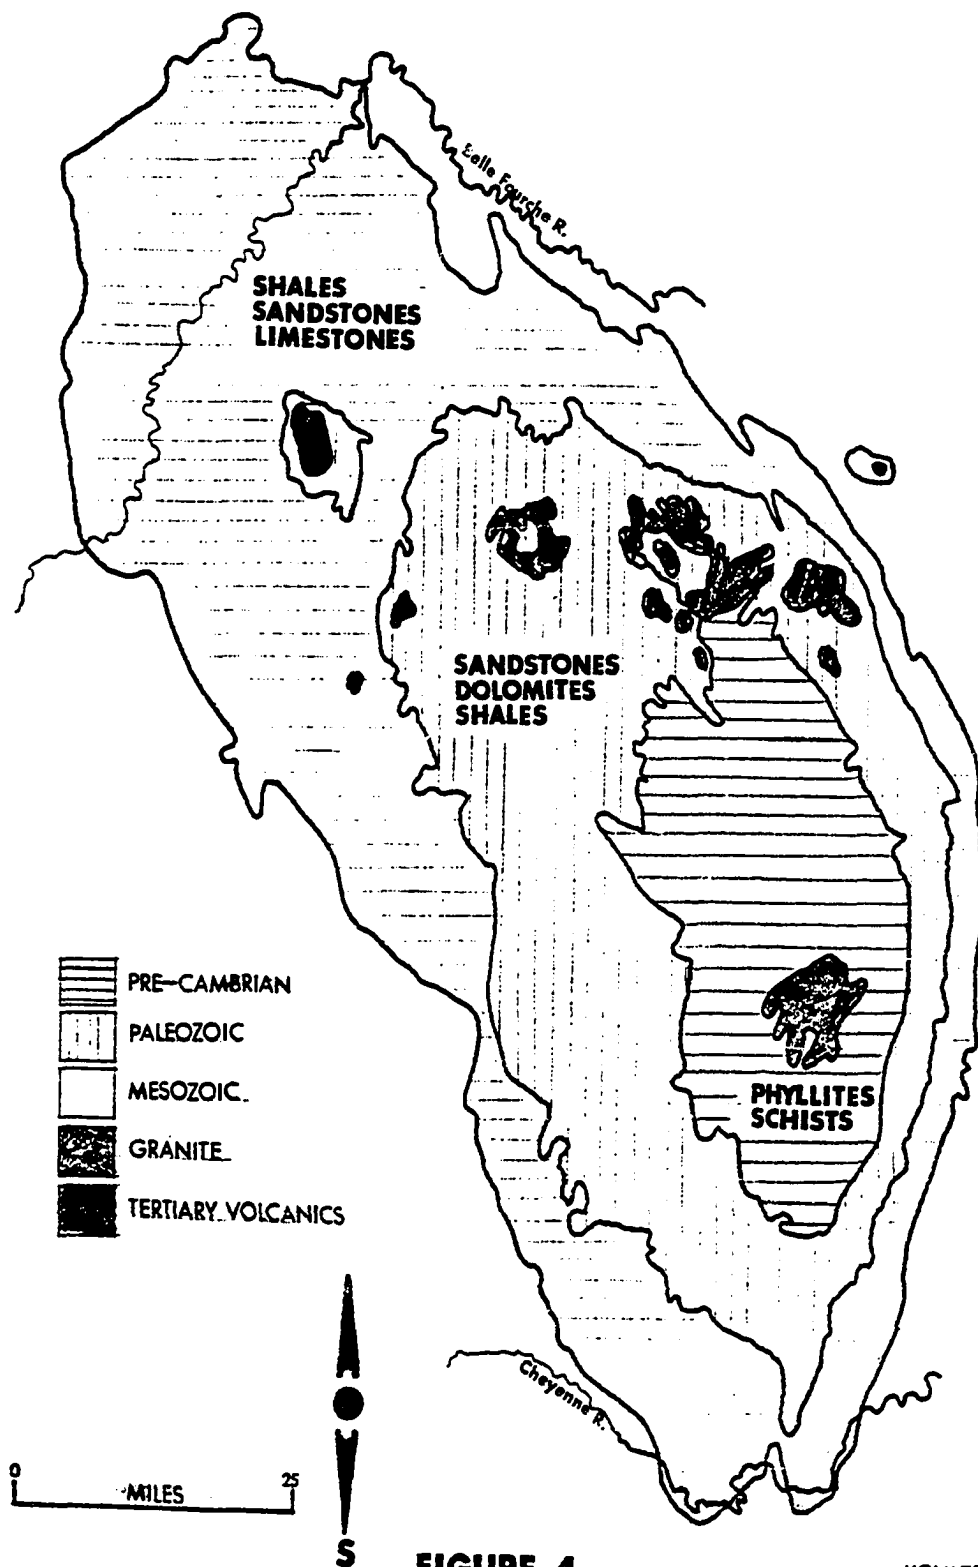 Belle Fourche R.
SHALES
SANDSTONES
LIMESTONES
SANDSTONES
DOLOMITES
SHALES
PRE-CAMBRIAN
PALEOZOIC
MESOZOIC
GRANITE
TERTIARY VOLCANICS
PHYLLITES
SCHISTS
Cheyenne R.
0 25
MILES
S
FIGURE 4